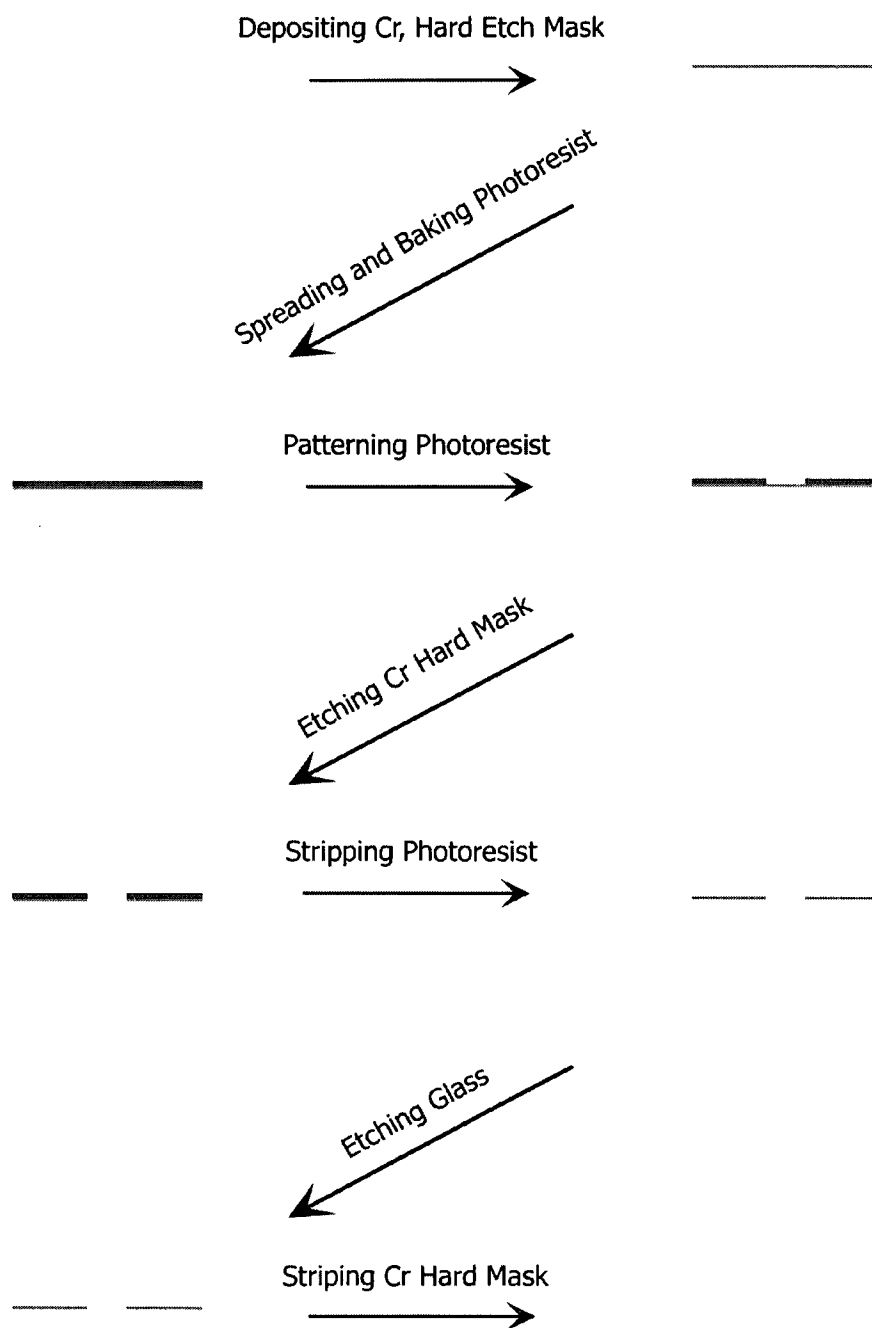 Depositing Cr, Hard Etch Mask
Spreading and Baking Photoresist
Patterning Photoresist
Etching Cr Hard Mask
Stripping Photoresist
Etching Glass
Striping Cr Hard Mask